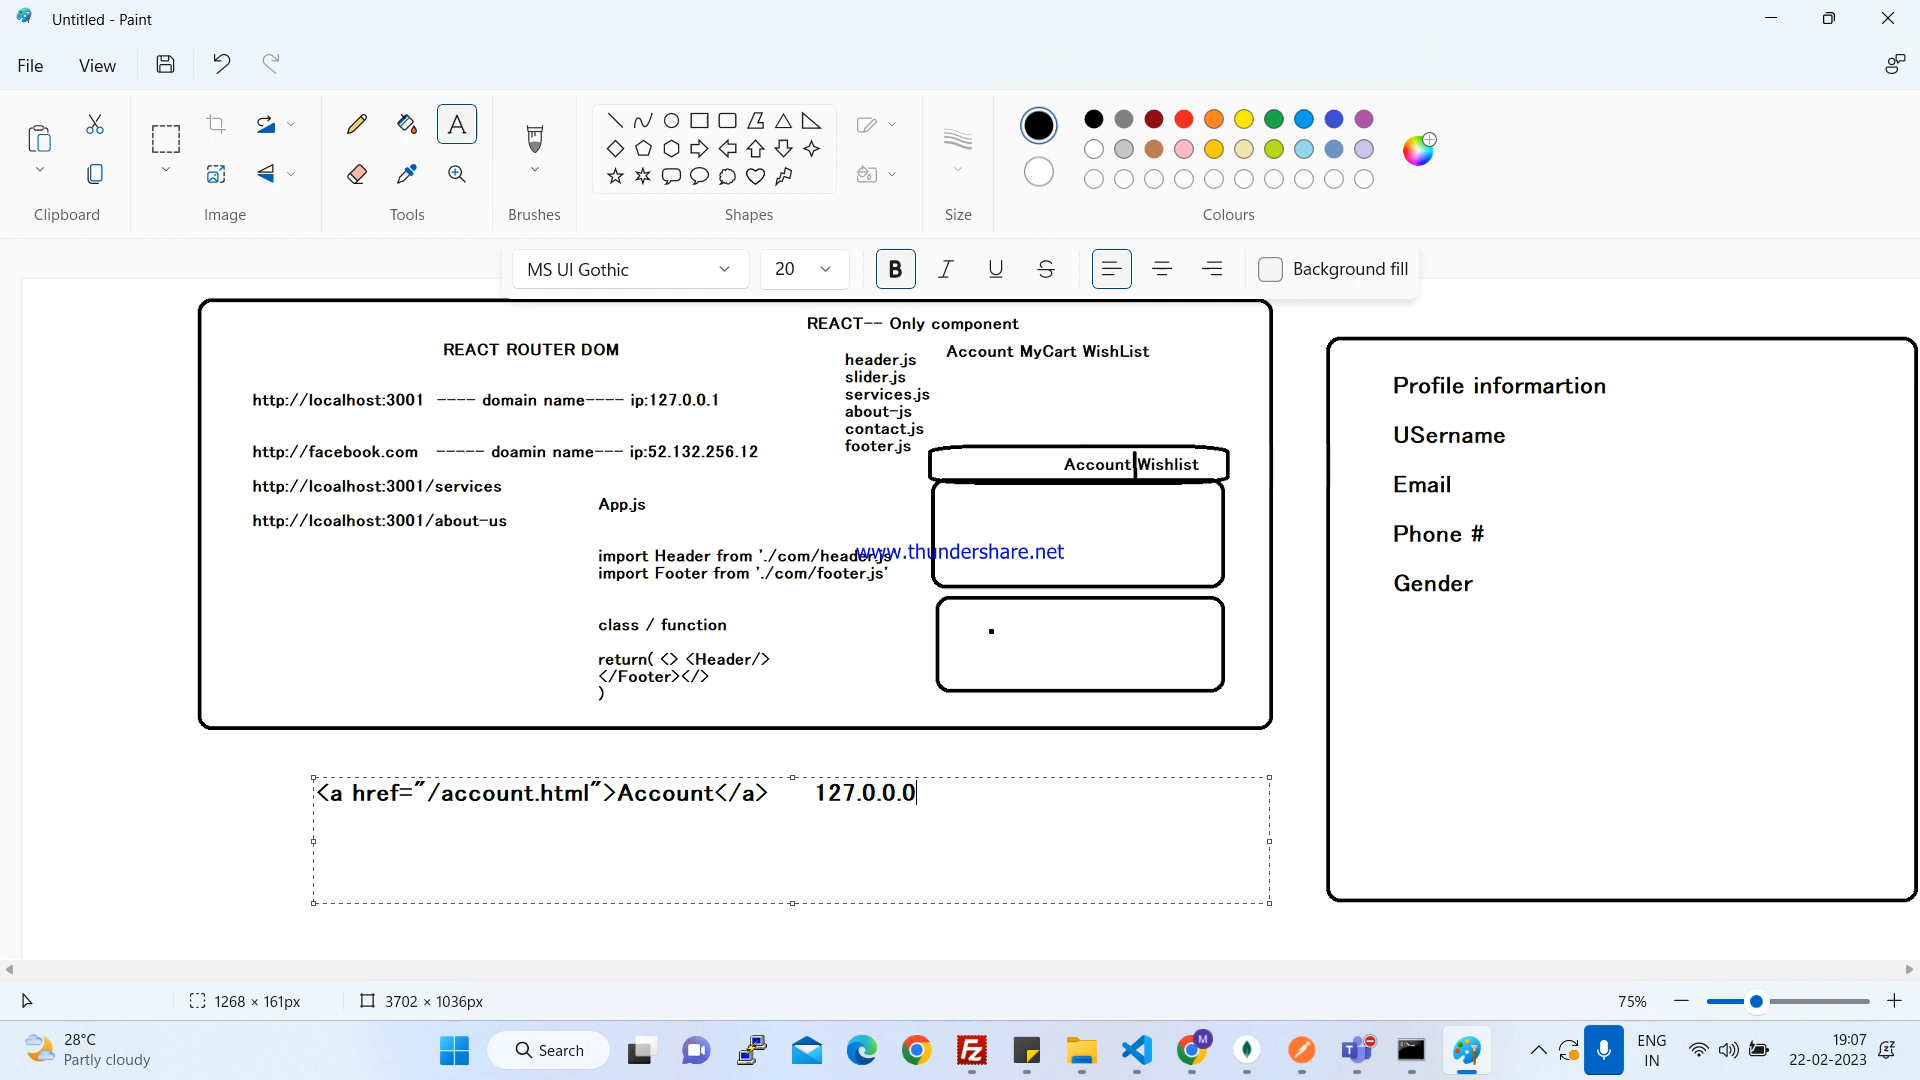 Untitled - Paint
File
View
Clipboard
Image
Tools
Brushes
Shapes
Size
Colours
MS UI Gothic
20
B
Background fill
REACT-- Only component
REACT ROUTER DOM
header.js
slider.js
services.js
about-js
contact.js
footer.js
Account MyCart WishList
http://localhost:3001 ---- domain name---- ip:127.0.0.1
http://facebook.com ----- doamin name--- ip:52.132.256.12
http://lcoalhost:3001/services
http://lcoalhost:3001/about-us
Account Wishlist
App.js
import Header from './com/header.js
import Footer from './com/footer.js'
www.thundershare.net
class / function
return( <> <Header/>
</Footer></>
)
Profile informartion
USername
Email
Phone #
Gender
<a href="/account.html">Account</a> 127.0.0.0
1268 × 161px
3702 × 1036px
75%
28°C
Partly cloudy
Search
M
ENG
IN
19:07
22-02-2023